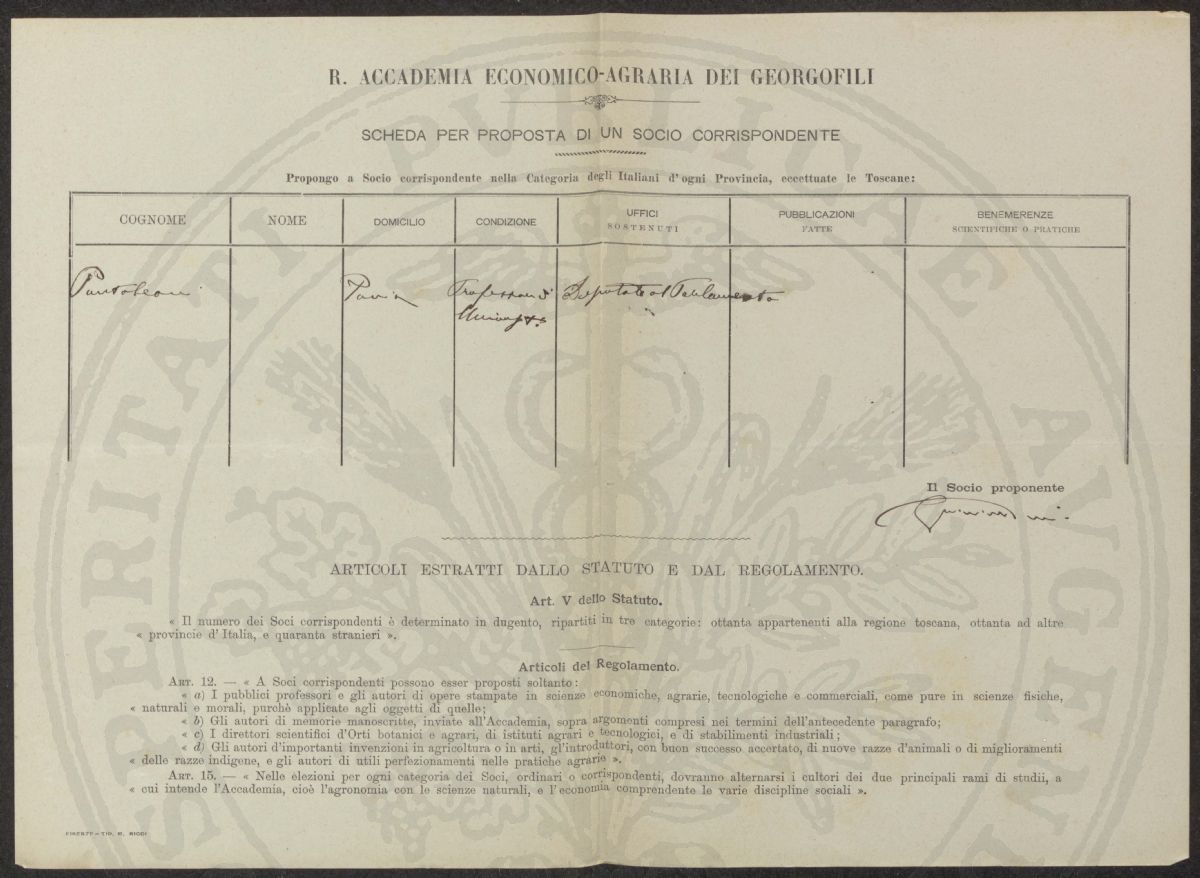 R. ACCADEMIA ECONOMICO-AGRARIA DEI GEORGOFILI
SCHEDA PER PROPOSTA DI UN SOCIO CORRISPONDENTE
Propongo a Socio corrispondente nella Categoria degli Italiani d'ogni Provincia, eccettuate le Toscane:
COGNOME NOME DOMICILIO CONDIZIONE UFFICI SOSTENUTI PUBBLICAZIONI FATTE BENEMERENZE SCIENTIFICHE O PRATICHE
Pantaleoni Pavia Professore d' Deputato al Parlamento
Il Socio proponente
ARTICOLI ESTRATTI DALLO STATUTO E DAL REGOLAMENTO.
Art. V dello Statuto.
« Il numero dei Soci corrispondenti è determinato in dugento, ripartiti in tre categorie: ottanta appartenenti alla regione toscana, ottanta ad altre
« provincie d'Italia, e quaranta stranieri ».
Articoli del Regolamento.
ART. 12. — « A Soci corrispondenti possono esser proposti soltanto:
« a) I pubblici professori e gli autori di opere stampate in scienze economiche, agrarie, tecnologiche e commerciali, come pure in scienze fisiche,
« naturali e morali, purchè applicate agli oggetti di quelle;
« b) Gli autori di memorie manoscritte, inviate all'Accademia, sopra argomenti compresi nei termini dell'antecedente paragrafo;
« c) I direttori scientifici d'Orti botanici e agrari, di istituti agrari e tecnologici, e di stabilimenti industriali;
« d) Gli autori d'importanti invenzioni in agricoltura o in arti, gl'introduttori, con buon successo accertato, di nuove razze d'animali o di miglioramenti
« delle razze indigene, e gli autori di utili perfezionamenti nelle pratiche agrarie ».
ART. 15. — « Nelle elezioni per ogni categoria dei Soci, ordinari o corrispondenti, dovranno alternarsi i cultori dei due principali rami di studii, a
« cui intende l'Accademia, cioè l'agronomia con le scienze naturali, e l'economia comprendente le varie discipline sociali ».
FIRENZE — TIP. M. RICCI
PROSPERITATI PVBLICAE AVGENDAE